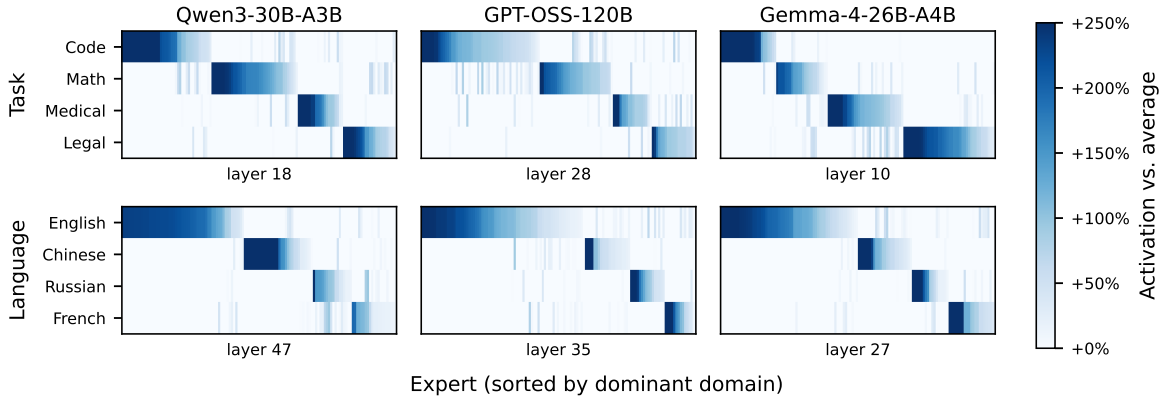 Qwen3-30B-A3B
GPT-OSS-120B
Gemma-4-26B-A4B
Task
Code
Math
Medical
Legal
layer 18
layer 28
layer 10
Language
English
Chinese
Russian
French
layer 47
layer 35
layer 27
Expert (sorted by dominant domain)
+250%
+200%
+150%
+100%
+50%
+0%
Activation vs. average